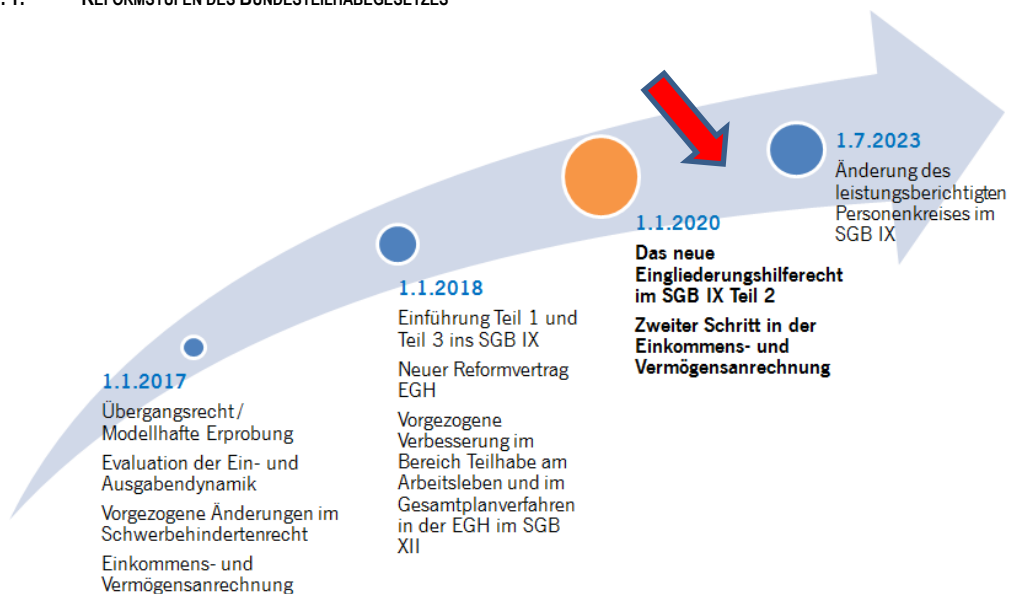 REFORMSTUFEN DES BUNDESTEILHABEGESETZES
1.7.2023
Änderung des
leistungsberichtigten
Personenkreises im
SGB IX
1.1.2020
Das neue
Eingliederungshilferecht
im SGB IX Teil 2
Zweiter Schritt in der
Einkommens- und
Vermögensanrechnung
1.1.2018
Einführung Teil 1 und
Teil 3 ins SGB IX
Neuer Reformvertrag
EGH
Vorgezogene
Verbesserung im
Bereich Teilhabe am
Arbeitsleben und im
Gesamtplanverfahren
in der EGH im SGB
XII
1.1.2017
Übergangsrecht/
Modellhafte Erprobung
Evaluation der Ein- und
Ausgabendynamik
Vorgezogene Änderungen im
Schwerbehindertenrecht
Einkommens- und
Vermögensanrechnung